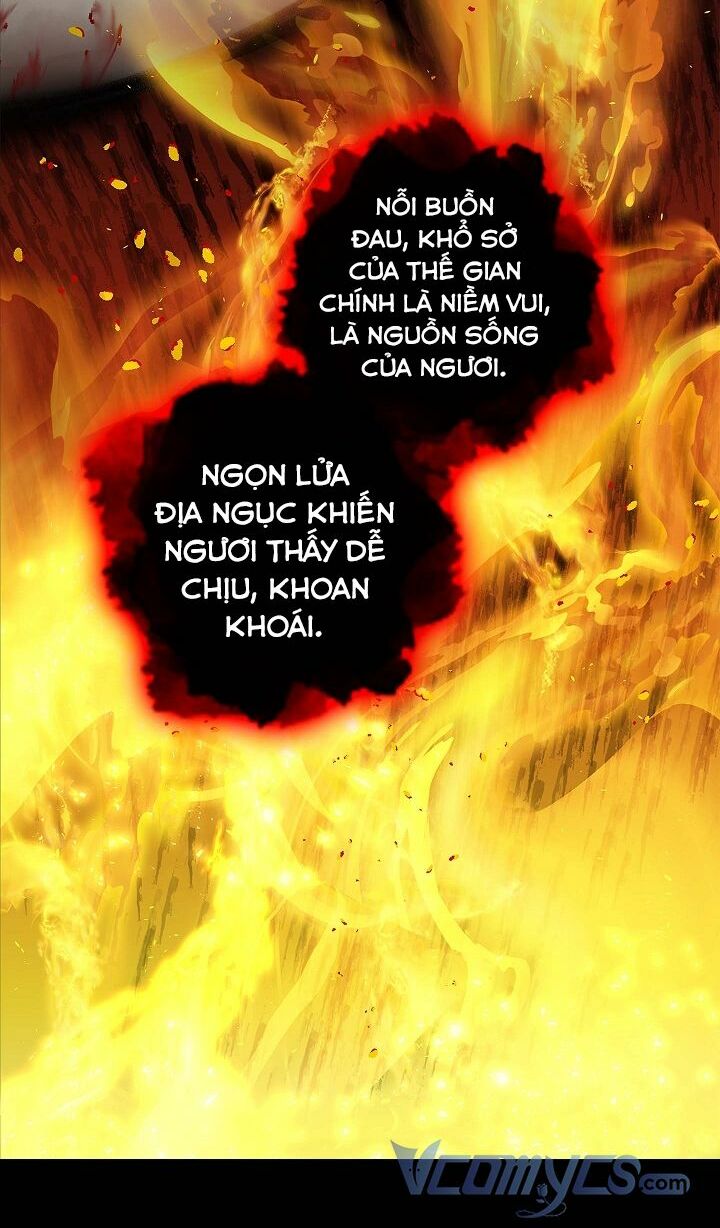 NỖI BUỒN
ĐAU, KHỔ SỞ
CỦA THẾ GIAN
CHÍNH LÀ NIỀM VUI,
LÀ NGUỒN SỐNG
CỦA NGƯƠI.
NGỌN LỬA
ĐỊA NGỤC KHIẾN
NGƯƠI THẤY DỄ
CHỊU, KHOAN
KHOÁI.
VCOMYCS.com